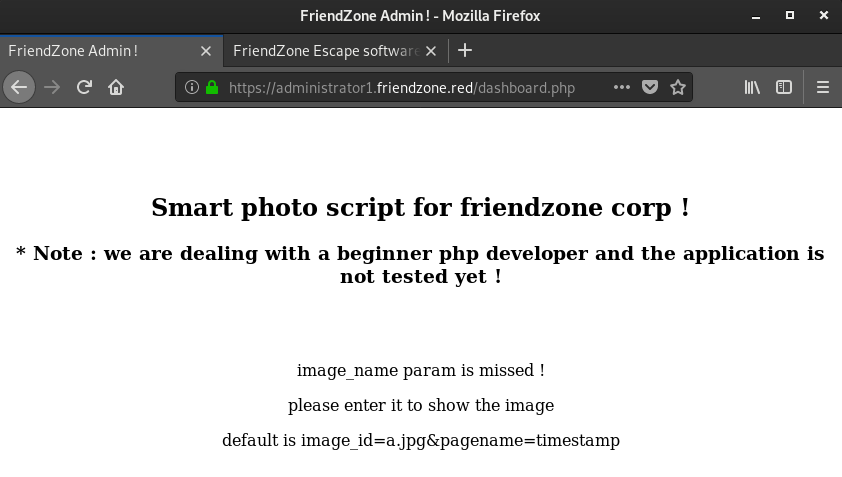 FriendZone Admin ! - Mozilla Firefox
FriendZone Admin !
FriendZone Escape software
https://administrator1.friendzone.red/dashboard.php
Smart photo script for friendzone corp !
* Note : we are dealing with a beginner php developer and the application is
not tested yet !
image_name param is missed !
please enter it to show the image
default is image_id=a.jpg&pagename=timestamp